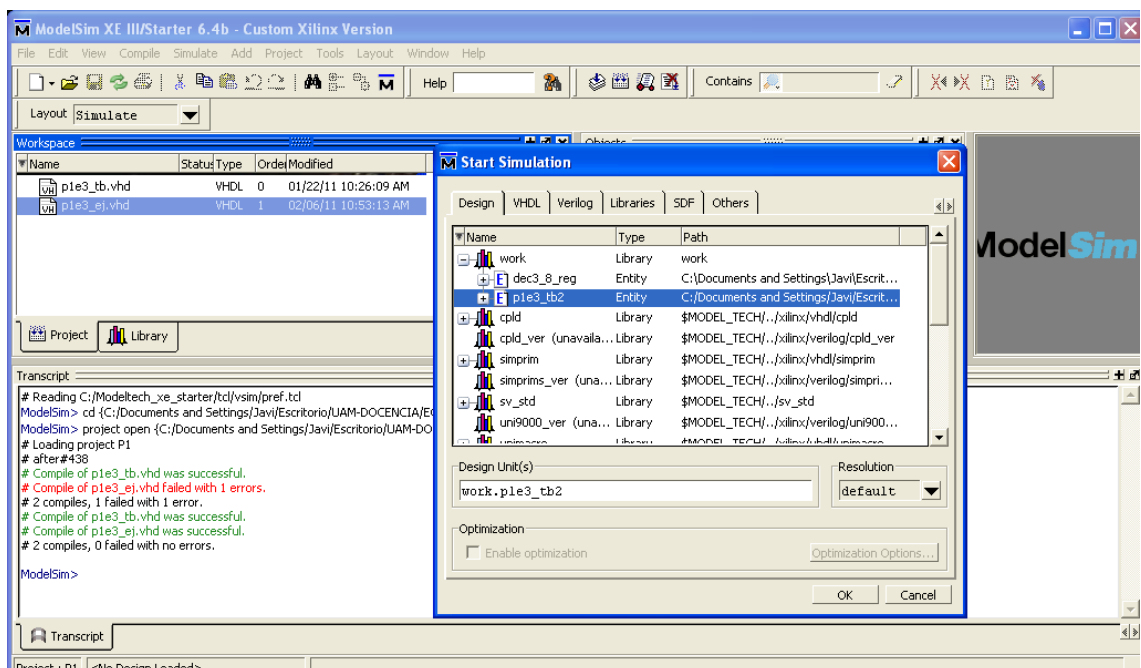 ModelSim XE III/Starter 6.4b - Custom Xilinx Version
File Edit View Compile Simulate Add Project Tools Layout Window Help
Help Contains
Layout Simulate
Workspace
Name Status Type Order Modified
p1e3_tb.vhd VHDL 0 01/22/11 10:26:09 AM
p1e3_ej.vhd VHDL 1 02/06/11 10:53:13 AM
Project Library
Objects
ModelSim
Start Simulation
Design VHDL Verilog Libraries SDF Others
Name Type Path
work Library work
dec3_8_reg Entity C:\Documents and Settings\Javi\Escrit...
p1e3_tb2 Entity C:/Documents and Settings/Javi/Escrit...
cpld Library $MODEL_TECH/../xilinx/vhdl/cpld
cpld_ver (unavaila... Library $MODEL_TECH/../xilinx/verilog/cpld_ver
simprim Library $MODEL_TECH/../xilinx/vhdl/simprim
simprims_ver (una... Library $MODEL_TECH/../xilinx/verilog/simpri...
sv_std Library $MODEL_TECH/../sv_std
uni9000_ver (una... Library $MODEL_TECH/../xilinx/verilog/uni900...
unimacro Library $MODEL_TECH/../xilinx/vhdl/unimacro
Design Unit(s) Resolution
work.p1e3_tb2 default
Optimization
Enable optimization Optimization Options...
OK Cancel
Transcript
# Reading C:/Modeltech_xe_starter/tcl/vsim/pref.tcl
ModelSim> cd {C:/Documents and Settings/Javi/Escritorio/UAM-DOCENCIA/E
ModelSim> project open {C:/Documents and Settings/Javi/Escritorio/UAM-DO
# Loading project P1
# after#438
# Compile of p1e3_tb.vhd was successful.
# Compile of p1e3_ej.vhd failed with 1 errors.
# 2 compiles, 1 failed with 1 error.
# Compile of p1e3_tb.vhd was successful.
# Compile of p1e3_ej.vhd was successful.
# 2 compiles, 0 failed with no errors.
ModelSim>
Transcript
Project : P1 <No Design Loaded>